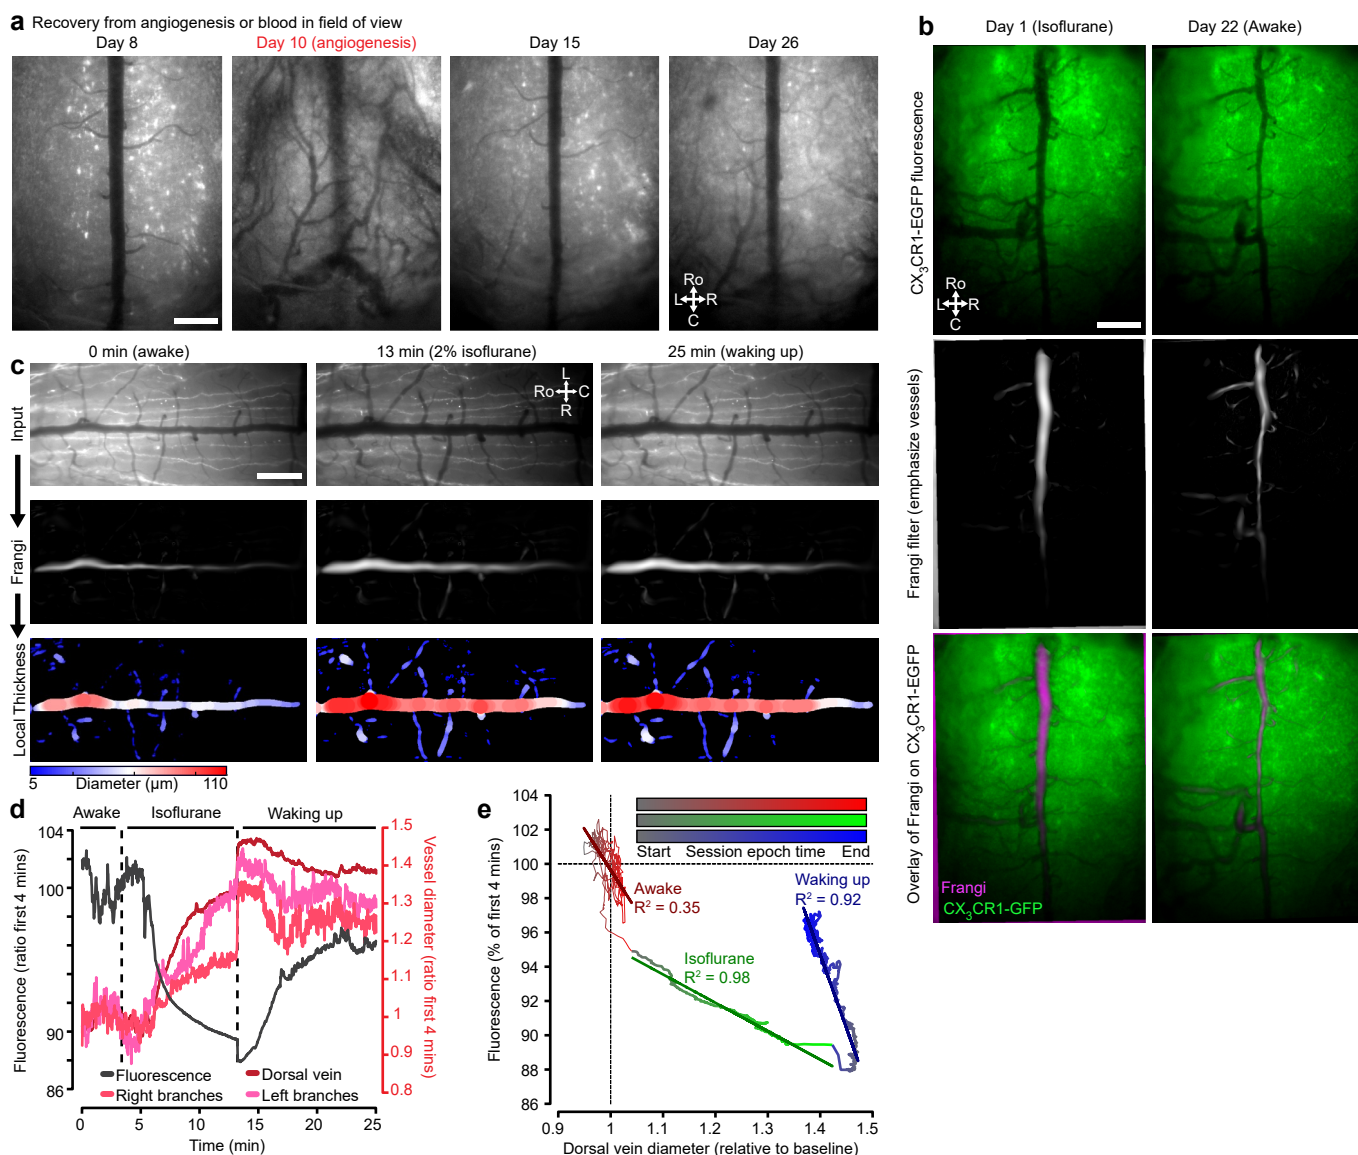 a Recovery from angiogenesis or blood in field of view
Day 8
Day 10 (angiogenesis)
Day 15
Day 26
Ro
L R
C
b
Day 1 (Isoflurane)
Day 22 (Awake)
CX3CR1-EGFP fluorescence
Ro
L R
C
Frangi filter (emphasize vessels)
Overlay of Frangi on CX3CR1-EGFP
Frangi
CX3CR1-GFP
c
0 min (awake)
13 min (2% isoflurane)
25 min (waking up)
L
Ro C
R
Input
Frangi
Local Thickness
5 Diameter (µm) 110
d
Awake
Isoflurane
Waking up
104
100
90
86
Fluorescence (ratio first 4 mins)
1.5
1.4
1.3
1.2
1.1
1
0.9
0.8
Vessel diameter (ratio first 4 mins)
Fluorescence
Dorsal vein
Right branches
Left branches
0 5 10 15 20 25
Time (min)
e
104
102
100
98
96
94
92
90
88
86
Fluorescence (% of first 4 mins)
Start Session epoch time End
Awake
R2 = 0.35
Isoflurane
R2 = 0.98
Waking up
R2 = 0.92
0.9 1 1.1 1.2 1.3 1.4 1.5
Dorsal vein diameter (relative to baseline)